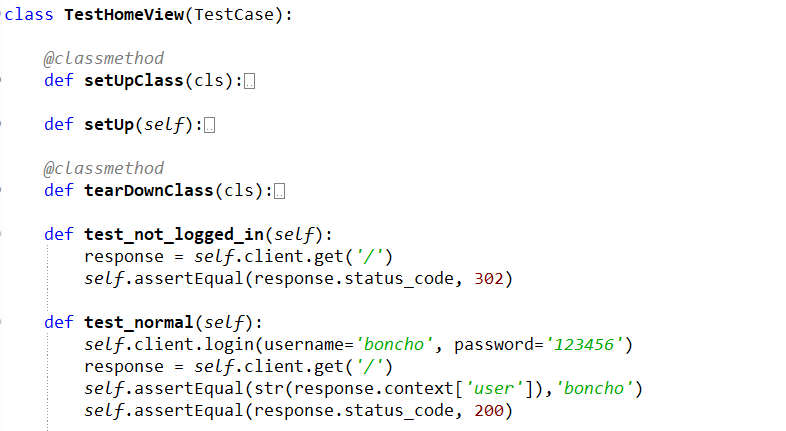 class TestHomeView(TestCase):
@classmethod
def setUpClass(cls):
def setUp(self):
@classmethod
def tearDownClass(cls):
def test_not_logged_in(self):
response = self.client.get('/')
self.assertEqual(response.status_code, 302)
def test_normal(self):
self.client.login(username='boncho', password='123456')
response = self.client.get('/')
self.assertEqual(str(response.context['user']),'boncho')
self.assertEqual(response.status_code, 200)